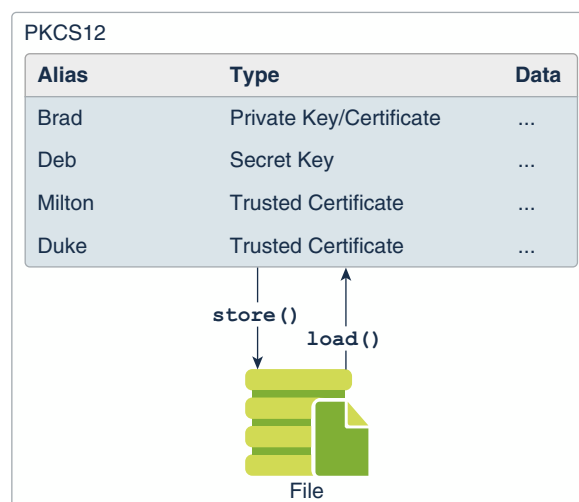 PKCS12
Alias Type Data
Brad Private Key/Certificate ...
Deb Secret Key ...
Milton Trusted Certificate ...
Duke Trusted Certificate ...
store()
load()
File